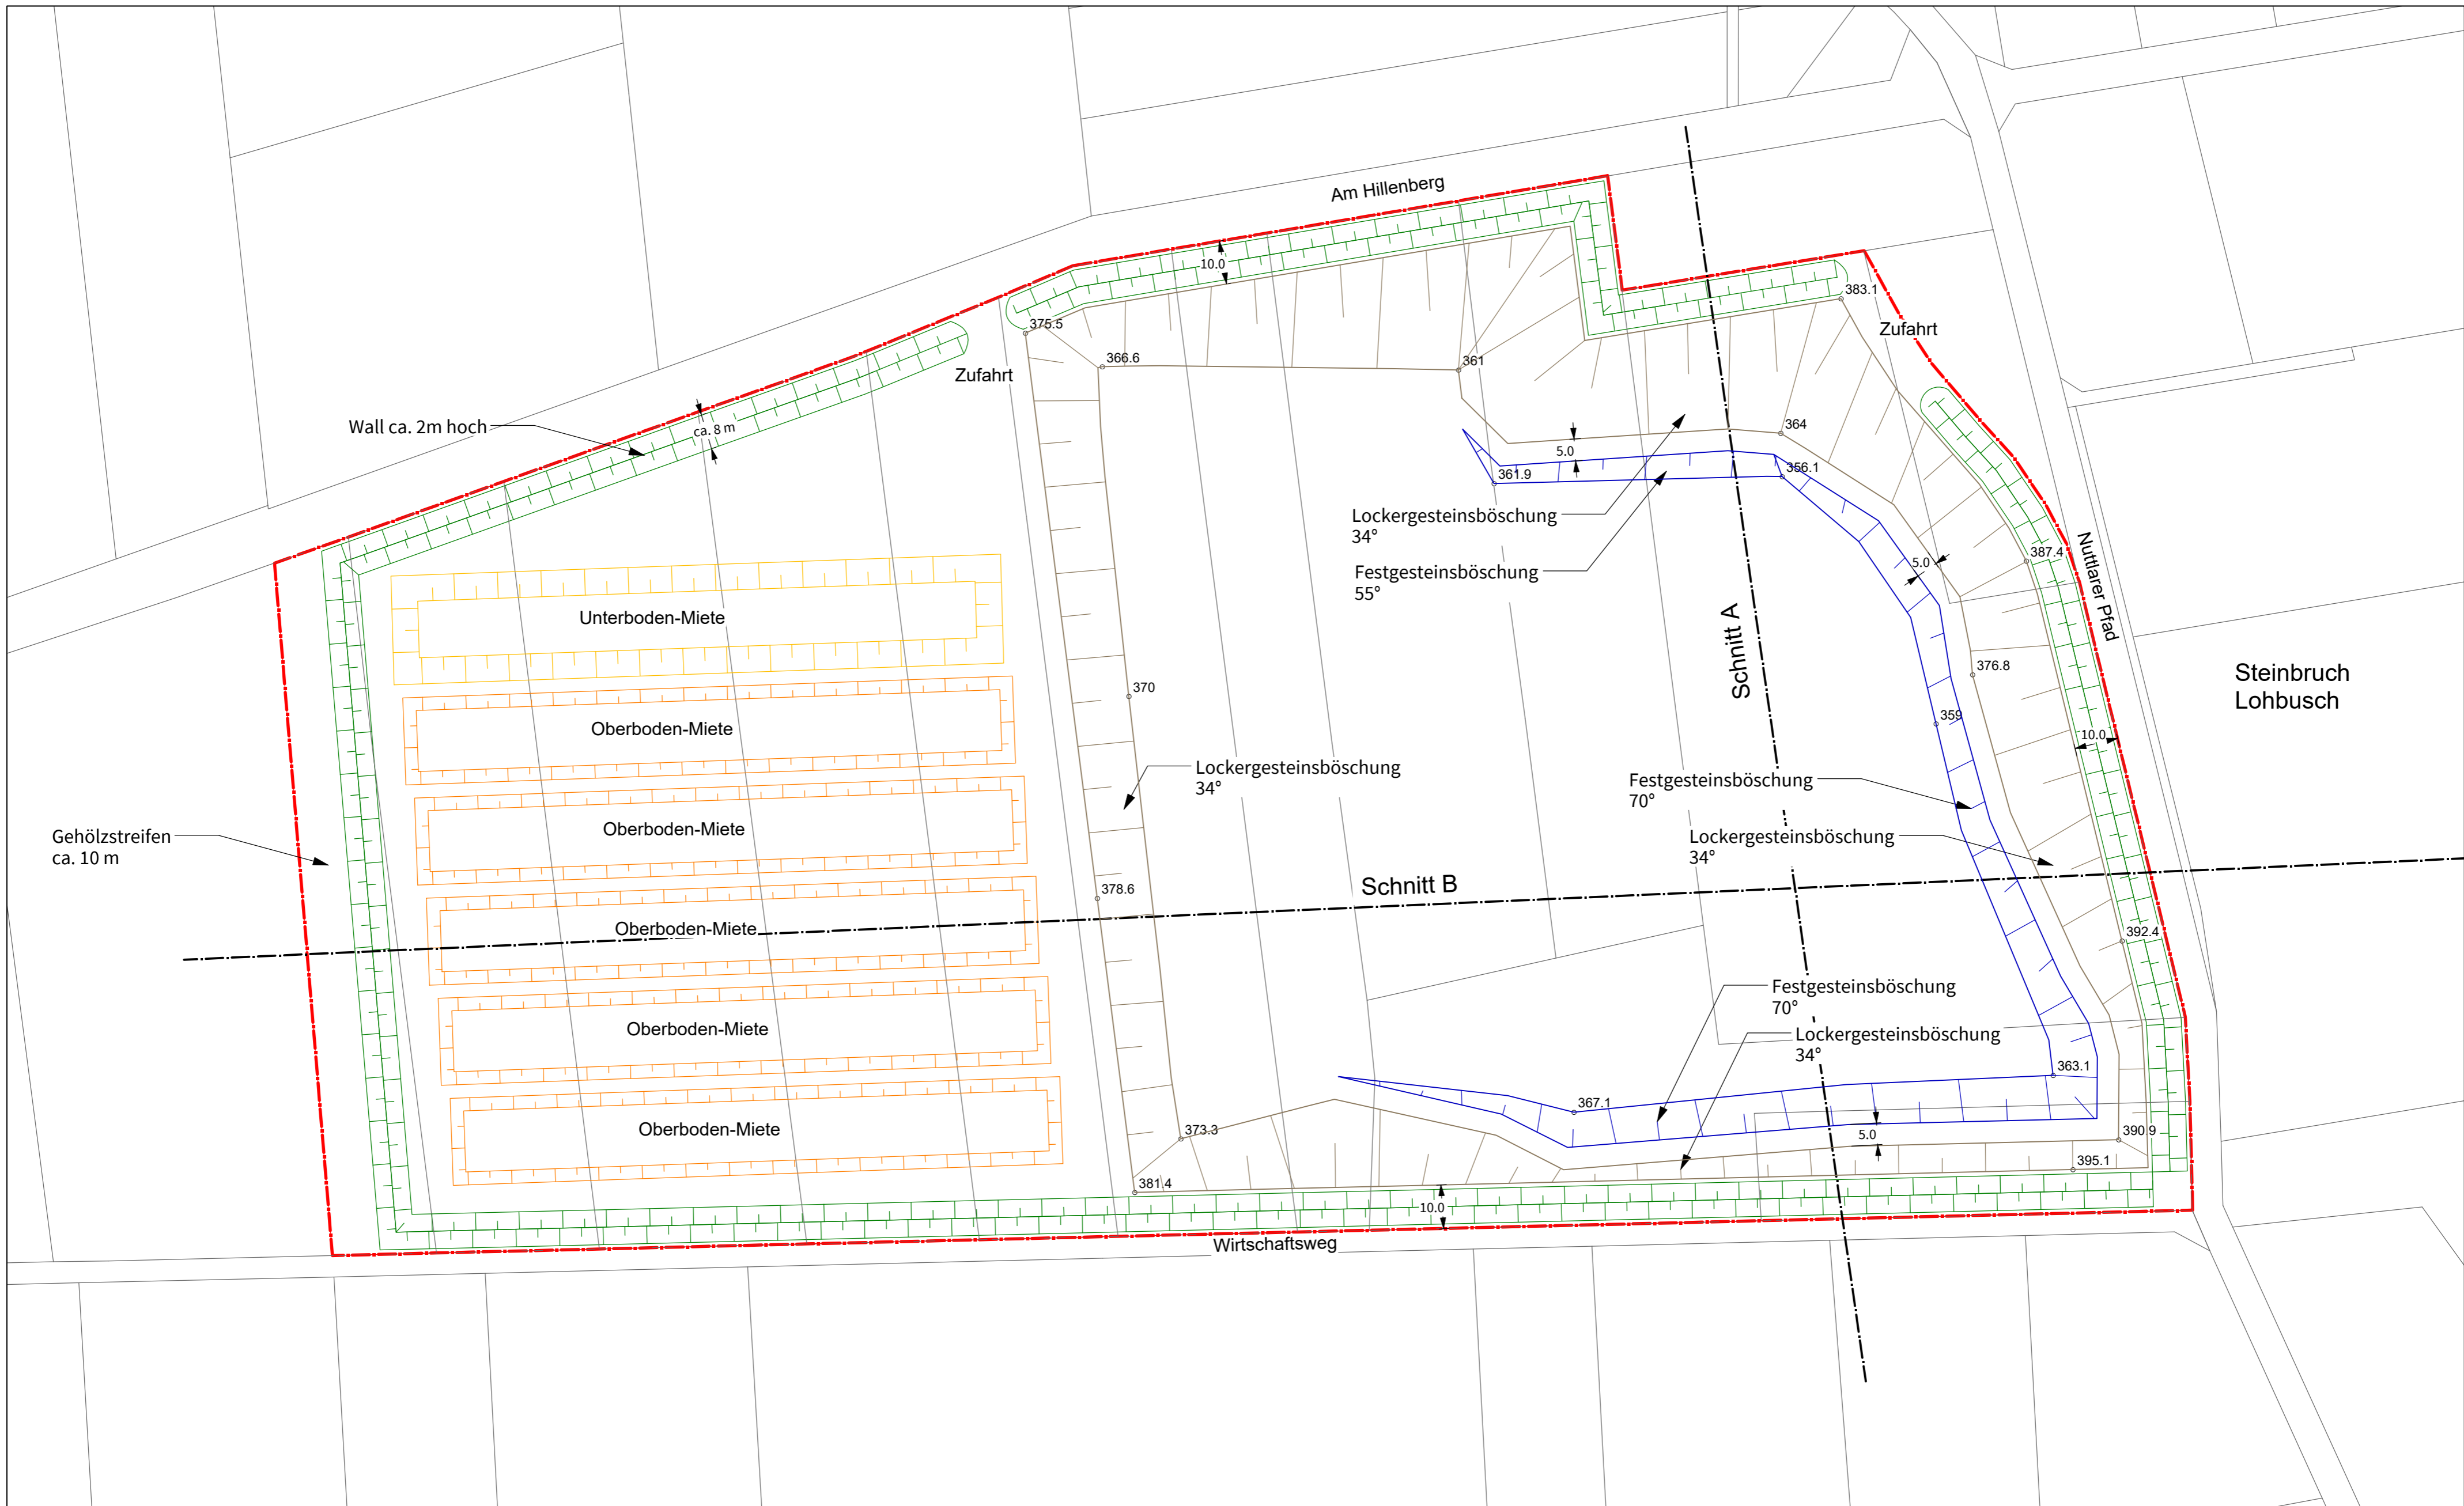 Am Hillenberg
10.0
383.1
Zufahrt
375.5
366.6
361
Zufahrt
Wall ca. 2m hoch
ca. 8 m
364
5.0
356.1
361.9
Lockergesteinsböschung
34°
Festgesteinsböschung
55°
387.4
5.0
Nuttlarer Pfad
Unterboden-Miete
Schnitt A
376.8
Steinbruch
Lohbusch
370
359
Oberboden-Miete
10.0
Lockergesteinsböschung
34°
Festgesteinsböschung
70°
Oberboden-Miete
Gehölzstreifen
ca. 10 m
Lockergesteinsböschung
34°
Schnitt B
378.6
Oberboden-Miete
392.4
Festgesteinsböschung
70°
Oberboden-Miete
Lockergesteinsböschung
34°
363.1
367.1
Oberboden-Miete
373.3
5.0
390.9
395.1
381.4
10.0
Wirtschaftsweg